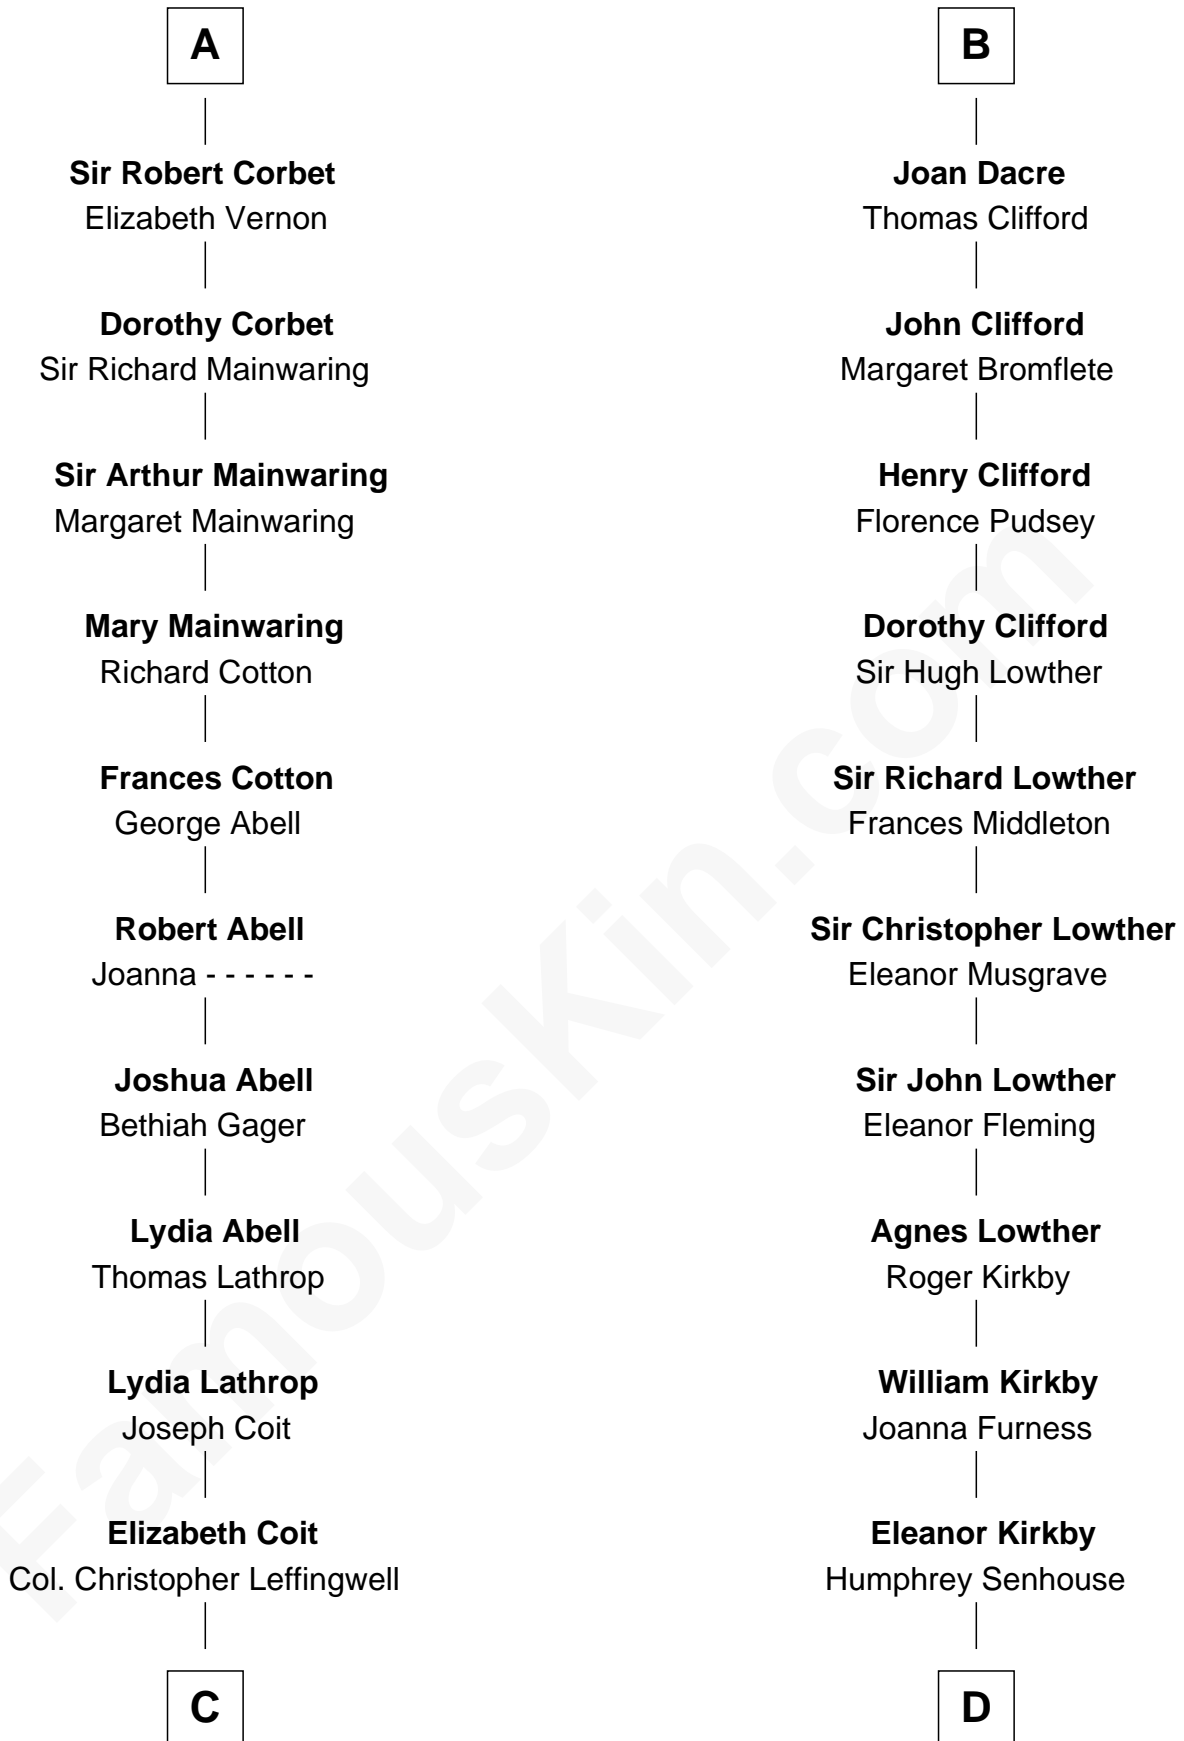 A
Sir Robert Corbet
Elizabeth Vernon
Dorothy Corbet
Sir Richard Mainwaring
Sir Arthur Mainwaring
Margaret Mainwaring
Mary Mainwaring
Richard Cotton
Frances Cotton
George Abell
Robert Abell
Joanna - - - - - -
Joshua Abell
Bethiah Gager
Lydia Abell
Thomas Lathrop
Lydia Lathrop
Joseph Coit
Elizabeth Coit
Col. Christopher Leffingwell
C
B
Joan Dacre
Thomas Clifford
John Clifford
Margaret Bromflete
Henry Clifford
Florence Pudsey
Dorothy Clifford
Sir Hugh Lowther
Sir Richard Lowther
Frances Middleton
Sir Christopher Lowther
Eleanor Musgrave
Sir John Lowther
Eleanor Fleming
Agnes Lowther
Roger Kirkby
William Kirkby
Joanna Furness
Eleanor Kirkby
Humphrey Senhouse
D
FamousKin.com